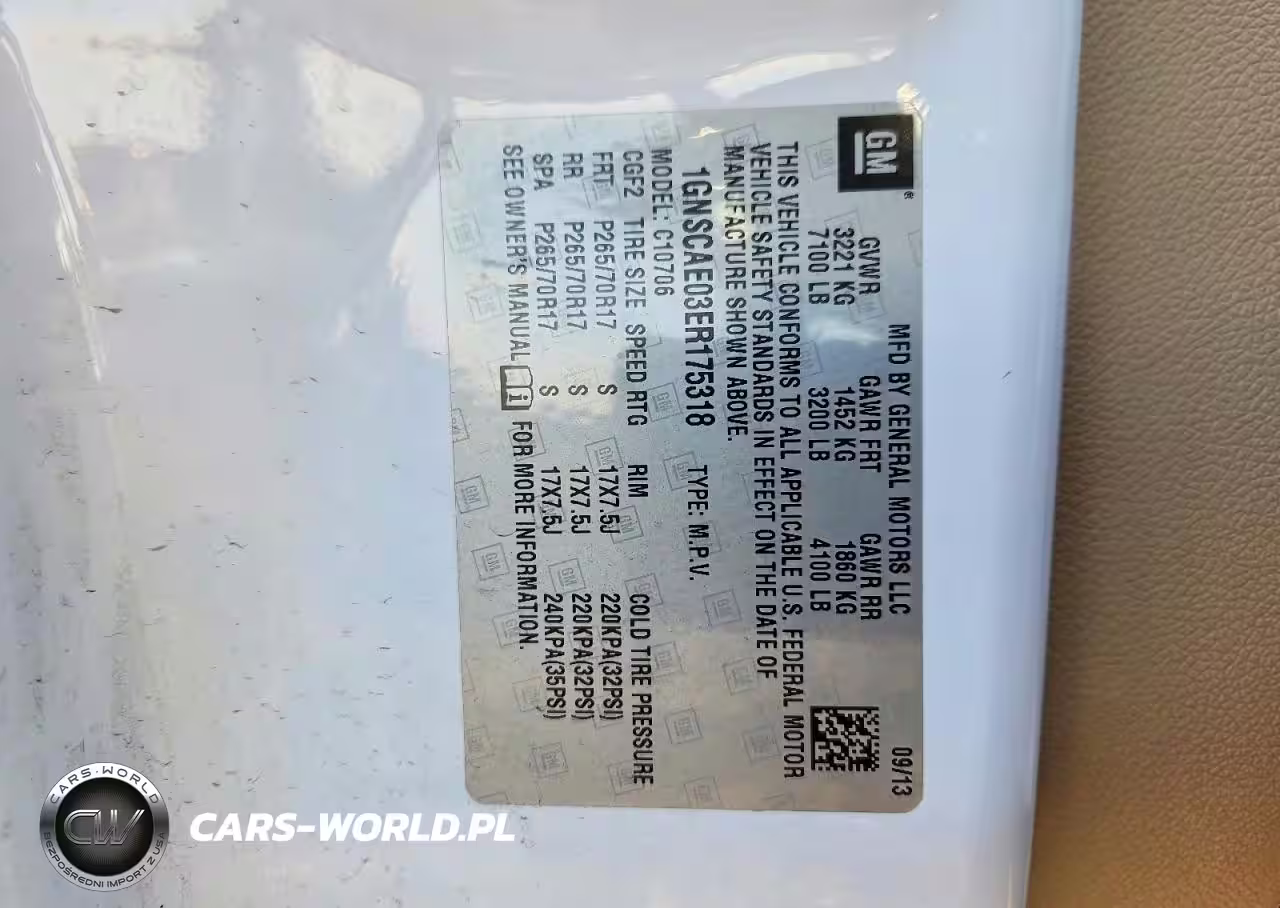 GM
MFD BY GENERAL MOTORS LLC 09/13
GVWR GAWR FRT GAWR RR
3221 KG 1452 KG 1860 KG
7100 LB 3200 LB 4100 LB
THIS VEHICLE CONFORMS TO ALL APPLICABLE U.S. FEDERAL MOTOR
VEHICLE SAFETY STANDARDS IN EFFECT ON THE DATE OF
MANUFACTURE SHOWN ABOVE.
1GNSCAE03ER175318 TYPE: M.P.V.
MODEL: C10706
CGF2 TIRE SIZE SPEED RTG RIM COLD TIRE PRESSURE
FRT P265/70R17 S 17X7.5J 220KPA(32PSI)
RR P265/70R17 S 17X7.5J 220KPA(32PSI)
SPA P265/70R17 S 17X7.5J 240KPA(35PSI)
SEE OWNER'S MANUAL i FOR MORE INFORMATION.
CARS-WORLD
CW
BEZPOŚREDNI IMPORT Z USA
CARS-WORLD.PL